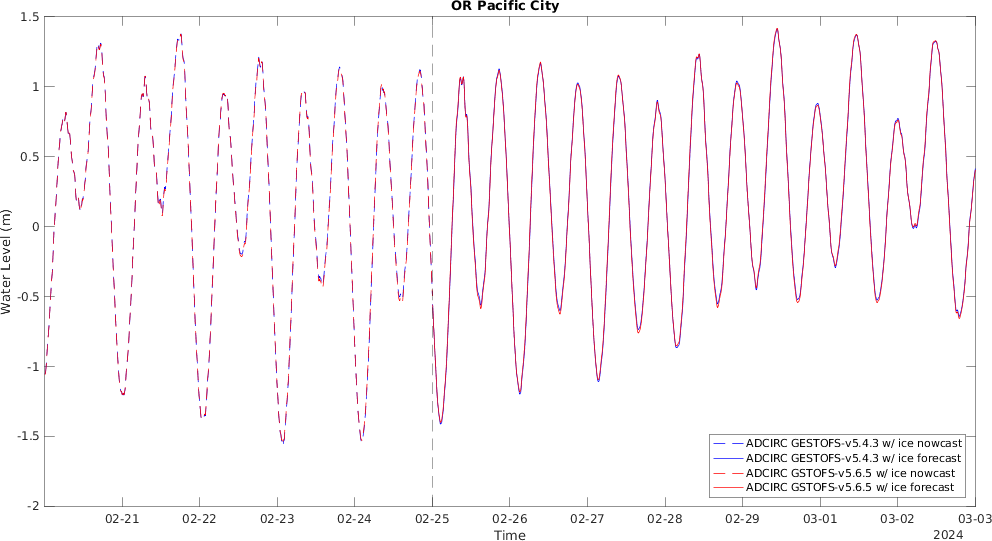 OR Pacific City
1.5
1
0.5
0
-0.5
-1
-1.5
-2
Water Level (m)
02-21 02-22 02-23 02-24 02-25 02-26 02-27 02-28 02-29 03-01 03-02 03-03
Time
2024
ADCIRC GESTOFS-v5.4.3 w/ ice nowcast
ADCIRC GESTOFS-v5.4.3 w/ ice forecast
ADCIRC GSTOFS-v5.6.5 w/ ice nowcast
ADCIRC GSTOFS-v5.6.5 w/ ice forecast